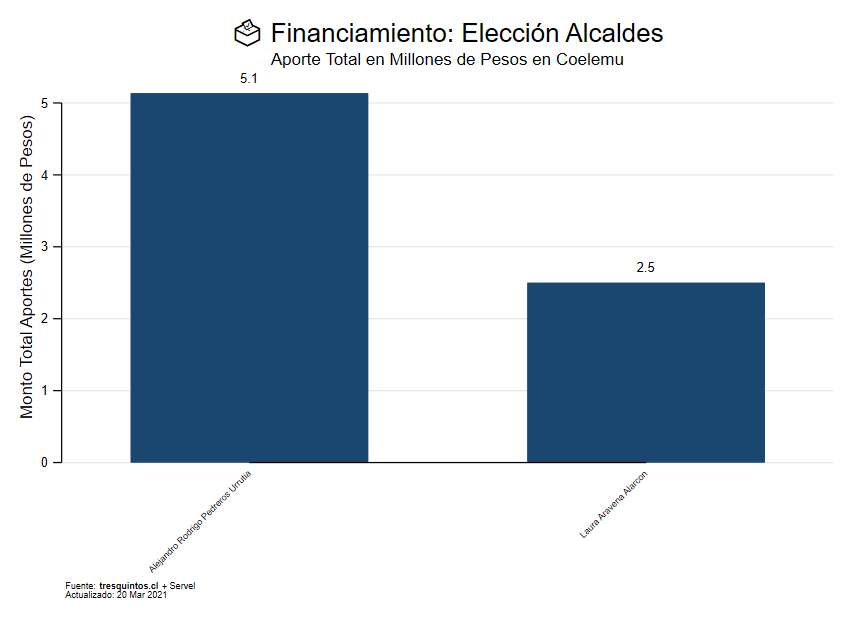 Financiamiento: Elección Alcaldes
Aporte Total en Millones de Pesos en Coelemu
Monto Total Aportes (Millones de Pesos)
5
4
3
2
1
0
5.1
2.5
Alejandro Rodrigo Pedreros Urrutia
Laura Aravena Alarcon
Fuente: tresquintos.cl + Servel
Actualizado: 20 Mar 2021